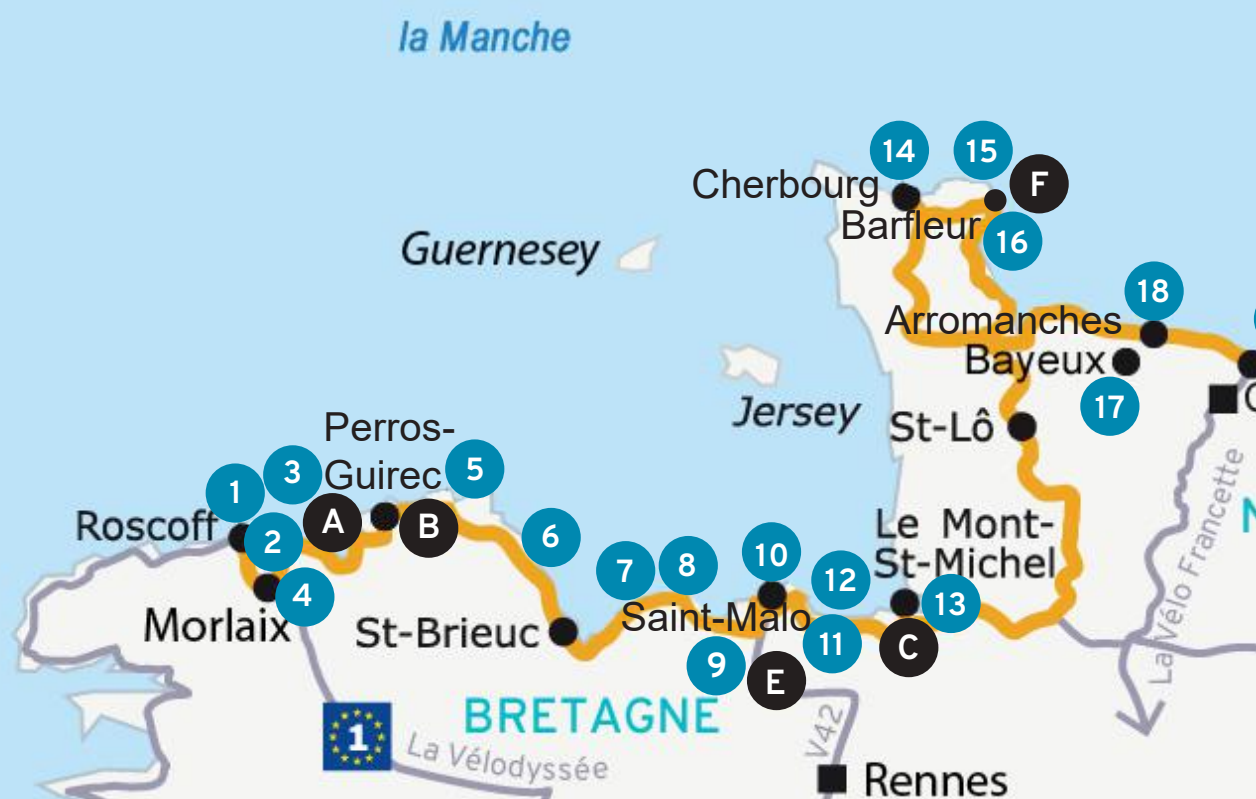 la Manche
14
15
Cherbourg
F
Barfleur
16
Guernesey
18
Arromanches
Bayeux
Jersey
17
St-Lô
Perros-
Guirec
5
3
1
A
B
Roscoff
2
6
4
Morlaix
St-Brieuc
7
8
10
12
Saint-Malo
11
9
E
Le Mont-
St-Michel
13
C
La Vélo Francette
BRETAGNE
1
La Vélodyssée
V42
Rennes